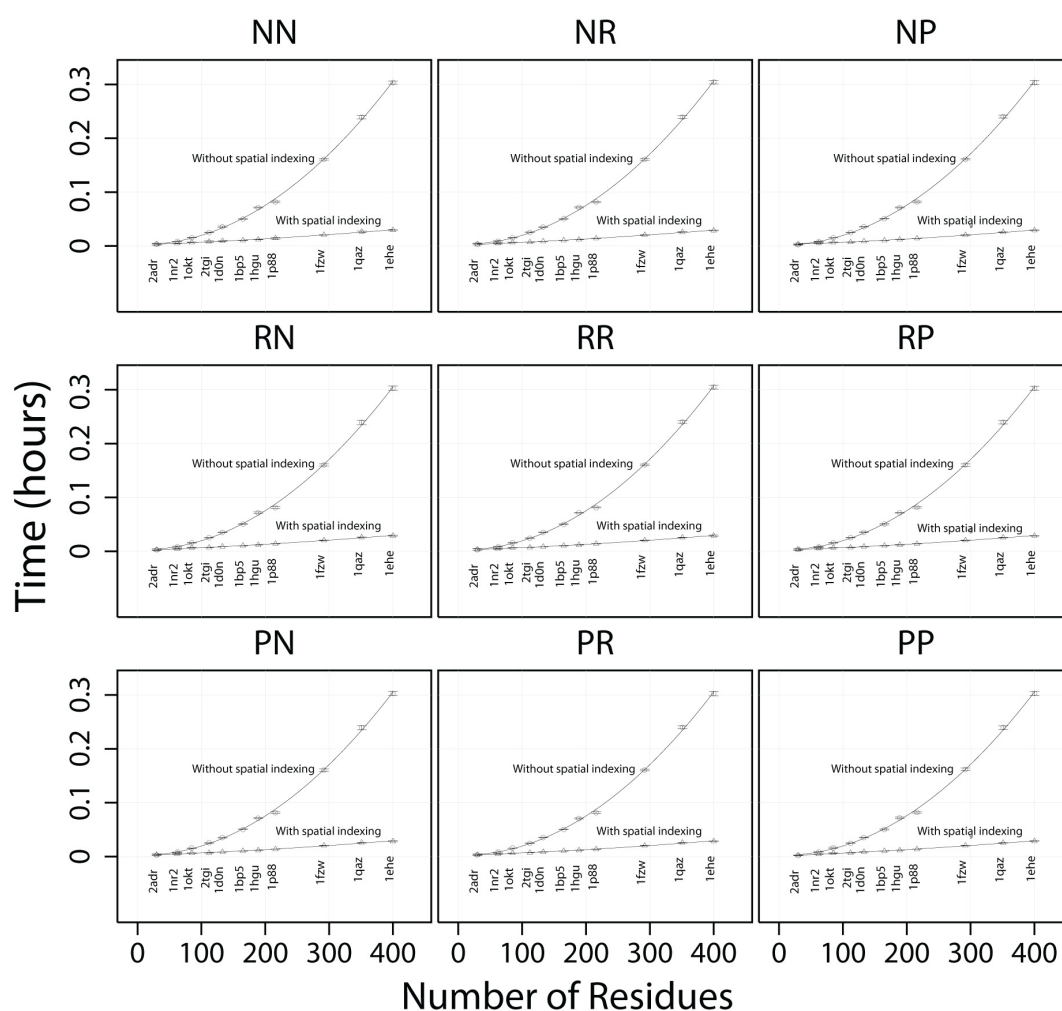 NN NR NP
Time (hours)
0.3
0.2
0.1
0
Without spatial indexing
With spatial indexing
2adr 1nr2 1okt 2tgi 1d0n 1bp5 1hgu 1p88 1fzw 1qaz 1ehe
Without spatial indexing
With spatial indexing
2adr 1nr2 1okt 2tgi 1d0n 1bp5 1hgu 1p88 1fzw 1qaz 1ehe
Without spatial indexing
With spatial indexing
2adr 1nr2 1okt 2tgi 1d0n 1bp5 1hgu 1p88 1fzw 1qaz 1ehe
RN RR RP
0.3
0.2
0.1
0
Without spatial indexing
With spatial indexing
2adr 1nr2 1okt 2tgi 1d0n 1bp5 1hgu 1p88 1fzw 1qaz 1ehe
Without spatial indexing
With spatial indexing
2adr 1nr2 1okt 2tgi 1d0n 1bp5 1hgu 1p88 1fzw 1qaz 1ehe
Without spatial indexing
With spatial indexing
2adr 1nr2 1okt 2tgi 1d0n 1bp5 1hgu 1p88 1fzw 1qaz 1ehe
PN PR PP
0.3
0.2
0.1
0
Without spatial indexing
With spatial indexing
2adr 1nr2 1okt 2tgi 1d0n 1bp5 1hgu 1p88 1fzw 1qaz 1ehe
Without spatial indexing
With spatial indexing
2adr 1nr2 1okt 2tgi 1d0n 1bp5 1hgu 1p88 1fzw 1qaz 1ehe
Without spatial indexing
With spatial indexing
2adr 1nr2 1okt 2tgi 1d0n 1bp5 1hgu 1p88 1fzw 1qaz 1ehe
0 100 200 300 400 0 100 200 300 400 0 100 200 300 400
Number of Residues